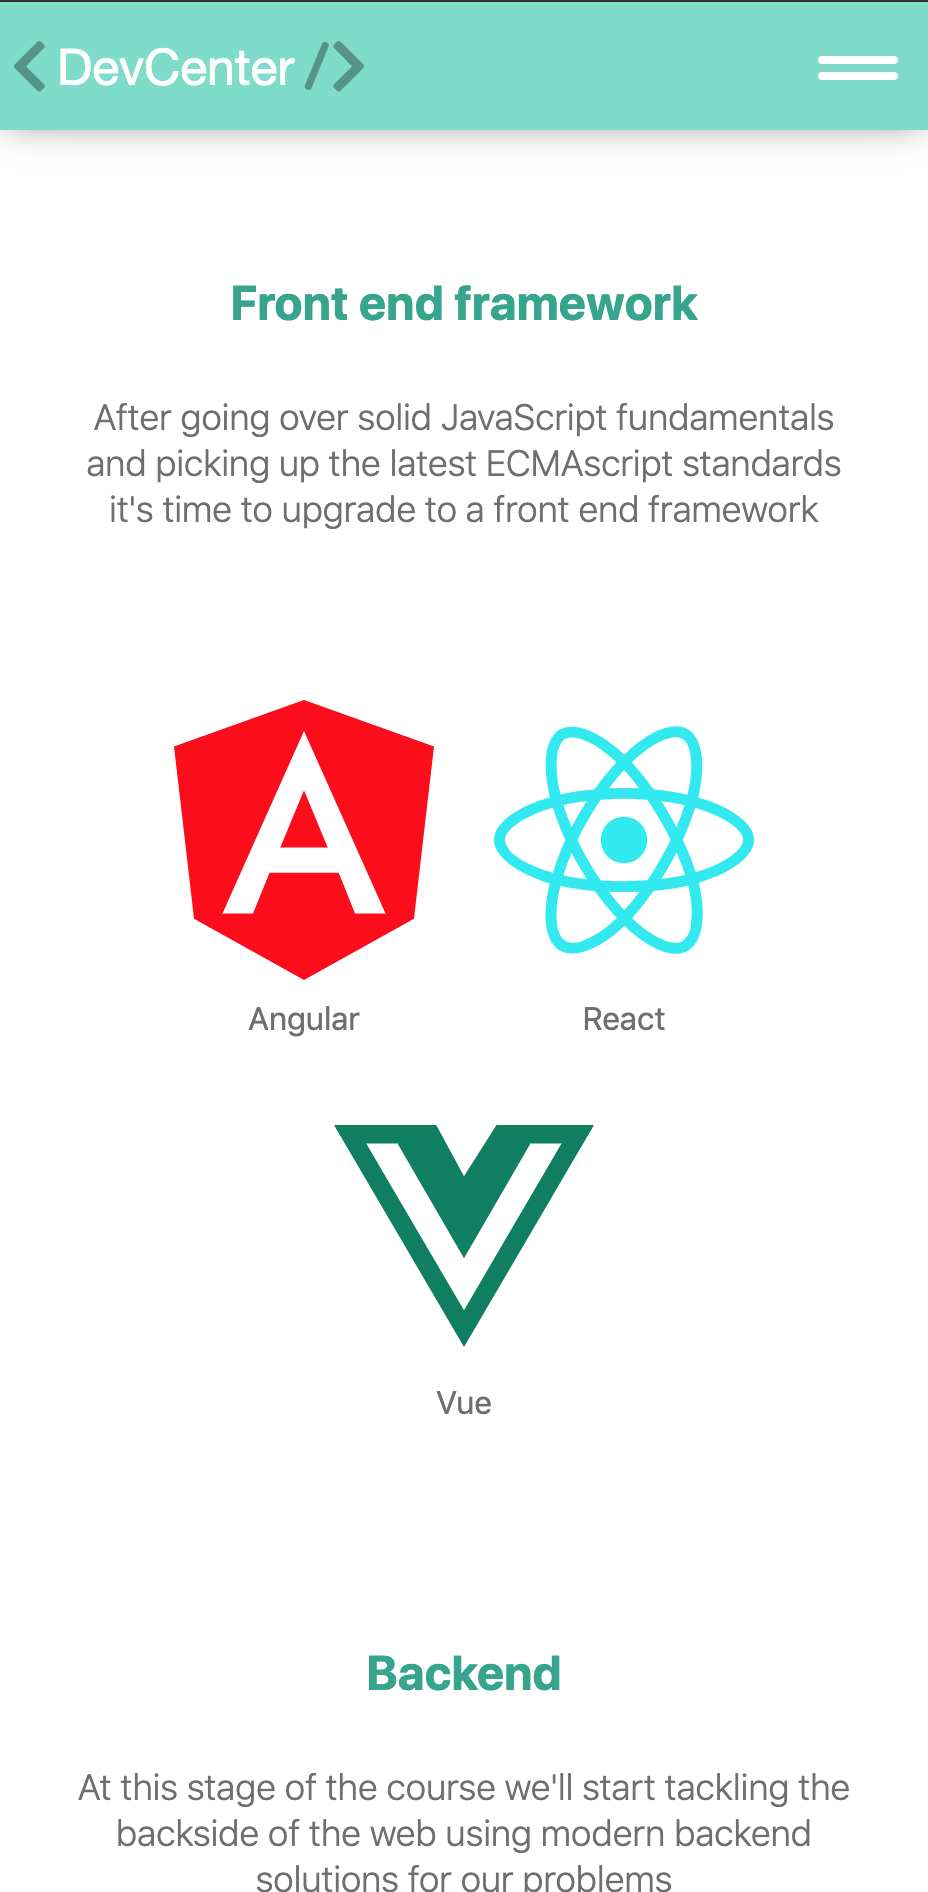 < DevCenter />
Front end framework
After going over solid JavaScript fundamentals
and picking up the latest ECMAscript standards
it's time to upgrade to a front end framework
Angular
React
Vue
Backend
At this stage of the course we'll start tackling the
backside of the web using modern backend
solutions for our problems